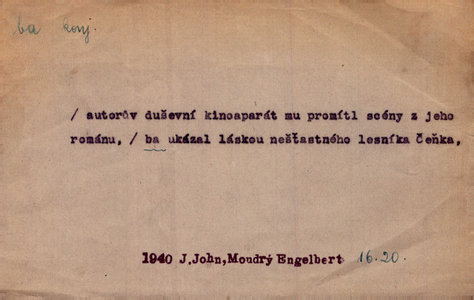 ba konj.
/ autorův duševní kinoaparát mu promítl scény z jeho
románu, / ba ukázal láskou nešťastného lesníka Čeňka,
1940 J.John, Moudrý Engelbert 16.20.